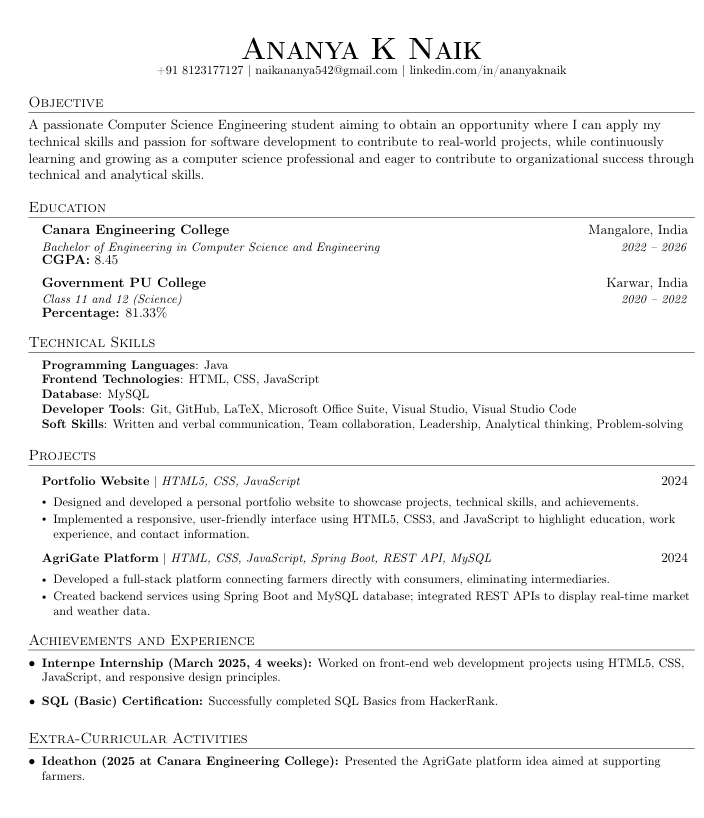 Ananya K Naik
+91 8123177127 | naikananya542@gmail.com | linkedin.com/in/ananyaknaik
Objective
A passionate Computer Science Engineering student aiming to obtain an opportunity where I can apply my
technical skills and passion for software development to contribute to real-world projects, while continuously
learning and growing as a computer science professional and eager to contribute to organizational success through
technical and analytical skills.
Education
Canara Engineering College Mangalore, India
Bachelor of Engineering in Computer Science and Engineering 2022 – 2026
CGPA: 8.45
Government PU College Karwar, India
Class 11 and 12 (Science) 2020 – 2022
Percentage: 81.33%
Technical Skills
Programming Languages: Java
Frontend Technologies: HTML, CSS, JavaScript
Database: MySQL
Developer Tools: Git, GitHub, LaTeX, Microsoft Office Suite, Visual Studio, Visual Studio Code
Soft Skills: Written and verbal communication, Team collaboration, Leadership, Analytical thinking, Problem-solving
Projects
Portfolio Website | HTML5, CSS, JavaScript 2024
• Designed and developed a personal portfolio website to showcase projects, technical skills, and achievements.
• Implemented a responsive, user-friendly interface using HTML5, CSS3, and JavaScript to highlight education, work
experience, and contact information.
AgriGate Platform | HTML, CSS, JavaScript, Spring Boot, REST API, MySQL 2024
• Developed a full-stack platform connecting farmers directly with consumers, eliminating intermediaries.
• Created backend services using Spring Boot and MySQL database; integrated REST APIs to display real-time market
and weather data.
Achievements and Experience
• Internpe Internship (March 2025, 4 weeks): Worked on front-end web development projects using HTML5, CSS,
JavaScript, and responsive design principles.
• SQL (Basic) Certification: Successfully completed SQL Basics from HackerRank.
Extra-Curricular Activities
• Ideathon (2025 at Canara Engineering College): Presented the AgriGate platform idea aimed at supporting
farmers.